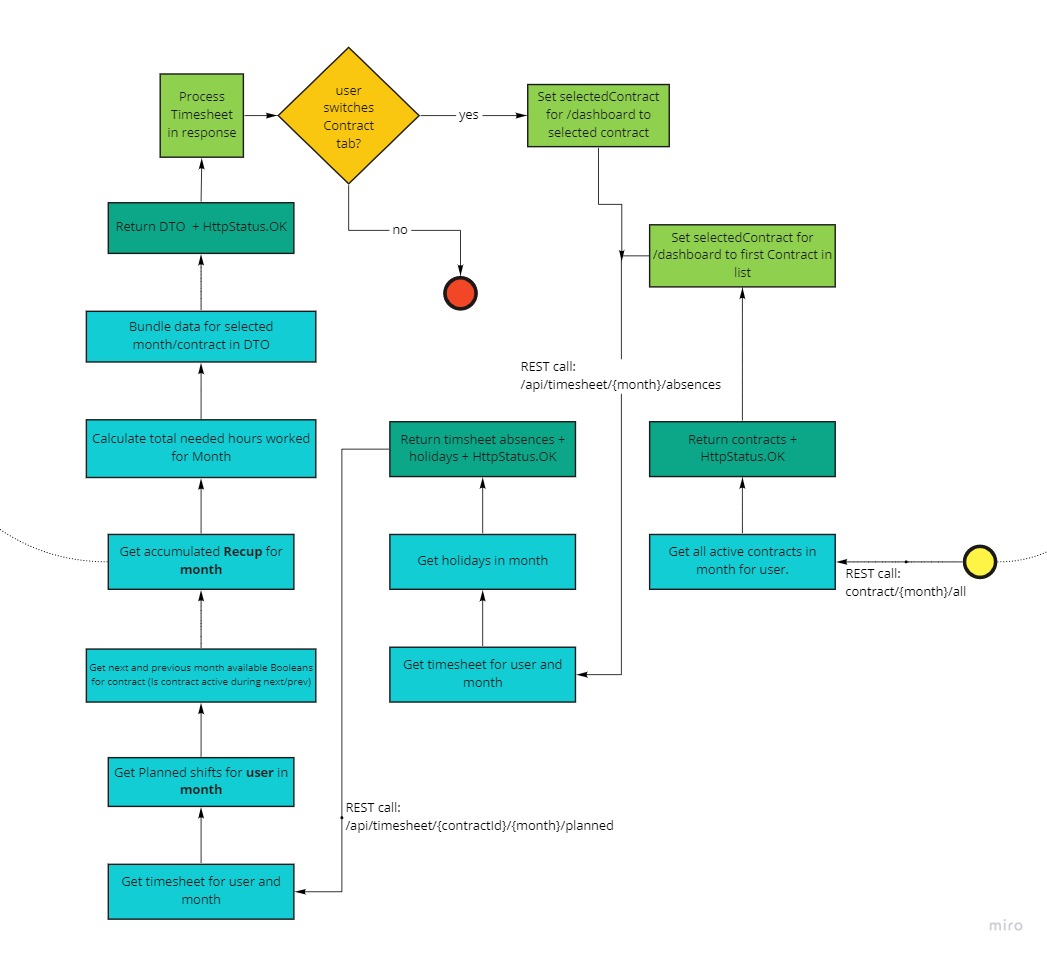 Process
Timesheet
in response
user
switches
Contract
tab?
yes
Set selectedContract
for /dashboard to
selected contract
no
Return DTO + HttpStatus.OK
Set selectedContract for
/dashboard to first Contract in
list
Bundle data for selected
month/contract in DTO
REST call:
/api/timesheet/{month}/absences
Calculate total needed hours worked
for Month
Return timsheet absences +
holidays + HttpStatus.OK
Return contracts +
HttpStatus.OK
Get accumulated Recup for
month
Get holidays in month
Get all active contracts in
month for user.
REST call:
contract/{month}/all
Get next and previous month available Booleans
for contract (Is contract active during next/prev)
Get timesheet for user and
month
Get Planned shifts for user in
month
REST call:
/api/timesheet/{contractId}/{month}/planned
Get timesheet for user and
month
miro